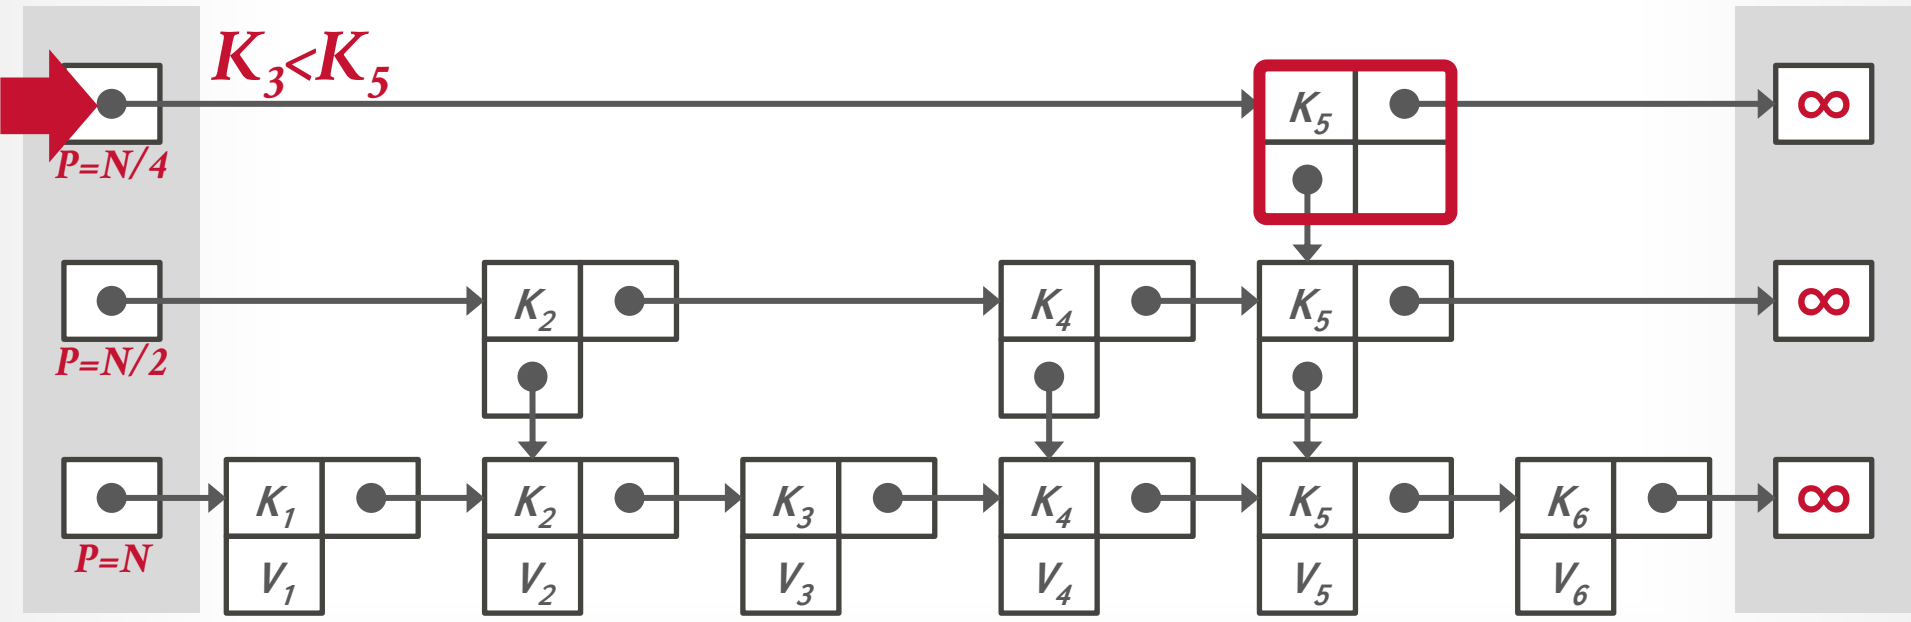 K₃<K₅
K₅ ∞
P=N/4
K₂ K₄ K₅ ∞
P=N/2
K₁ K₂ K₃ K₄ K₅ K₆ ∞
P=N
V₁ V₂ V₃ V₄ V₅ V₆